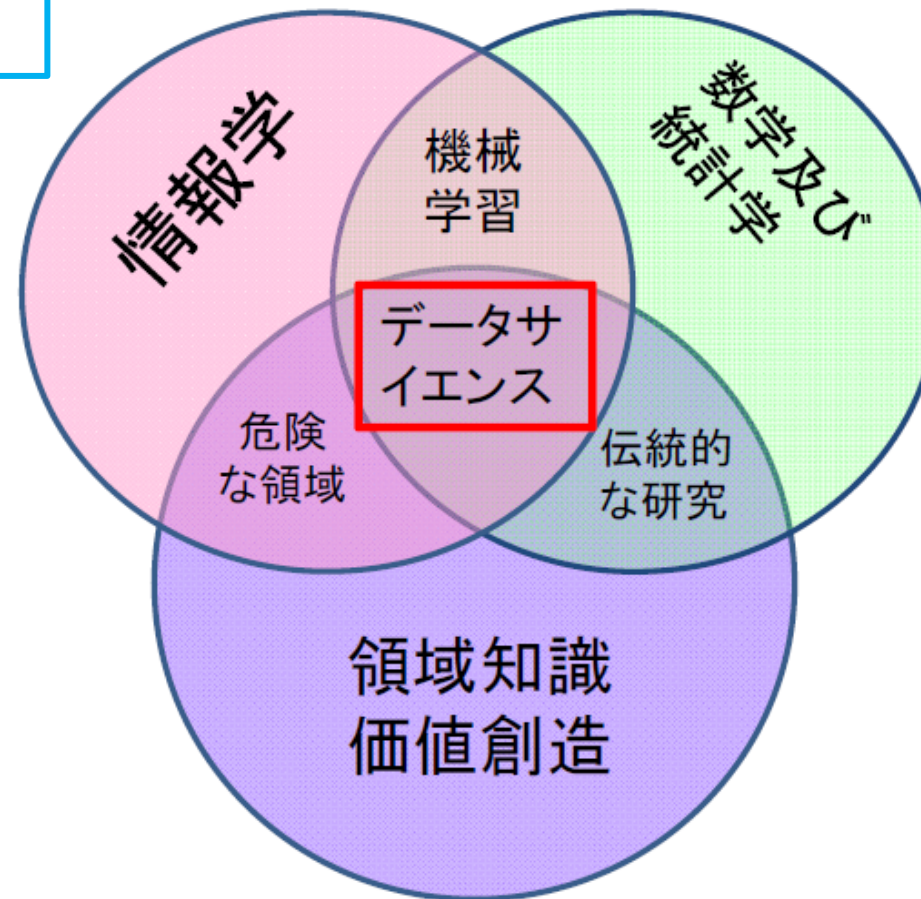 情報学
機械
学習
数学及び
統計学
データサ
イエンス
危険
な領域
伝統的
な研究
領域知識
価値創造